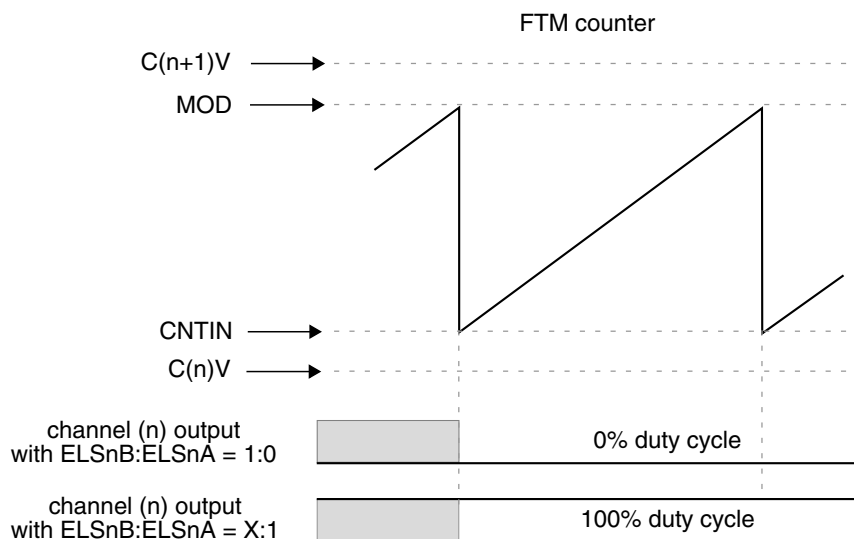 FTM counter
C(n+1)V
MOD
CNTIN
C(n)V
channel (n) output
with ELSnB:ELSnA = 1:0
0% duty cycle
channel (n) output
with ELSnB:ELSnA = X:1
100% duty cycle